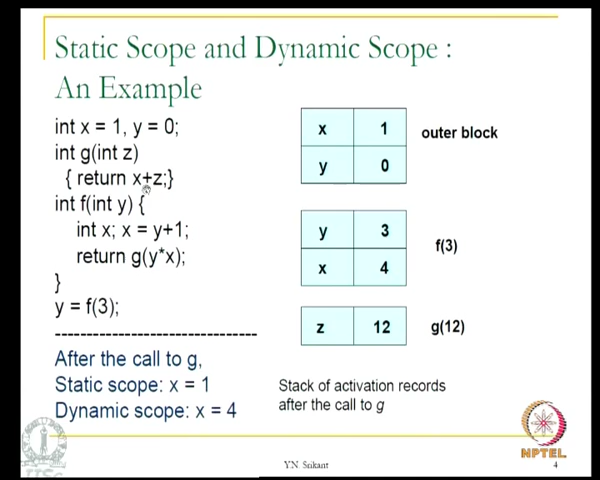 Static Scope and Dynamic Scope :
An Example
int x = 1, y = 0;
int g(int z)
{ return x+z;}
int f(int y) {
int x; x = y+1;
return g(y*x);
}
y = f(3);
------------------------------
After the call to g,
Static scope: x = 1
Dynamic scope: x = 4
x 1
y 0
outer block
y 3
x 4
f(3)
z 12
g(12)
Stack of activation records
after the call to g
Y.N. Srikant
NPTEL
4